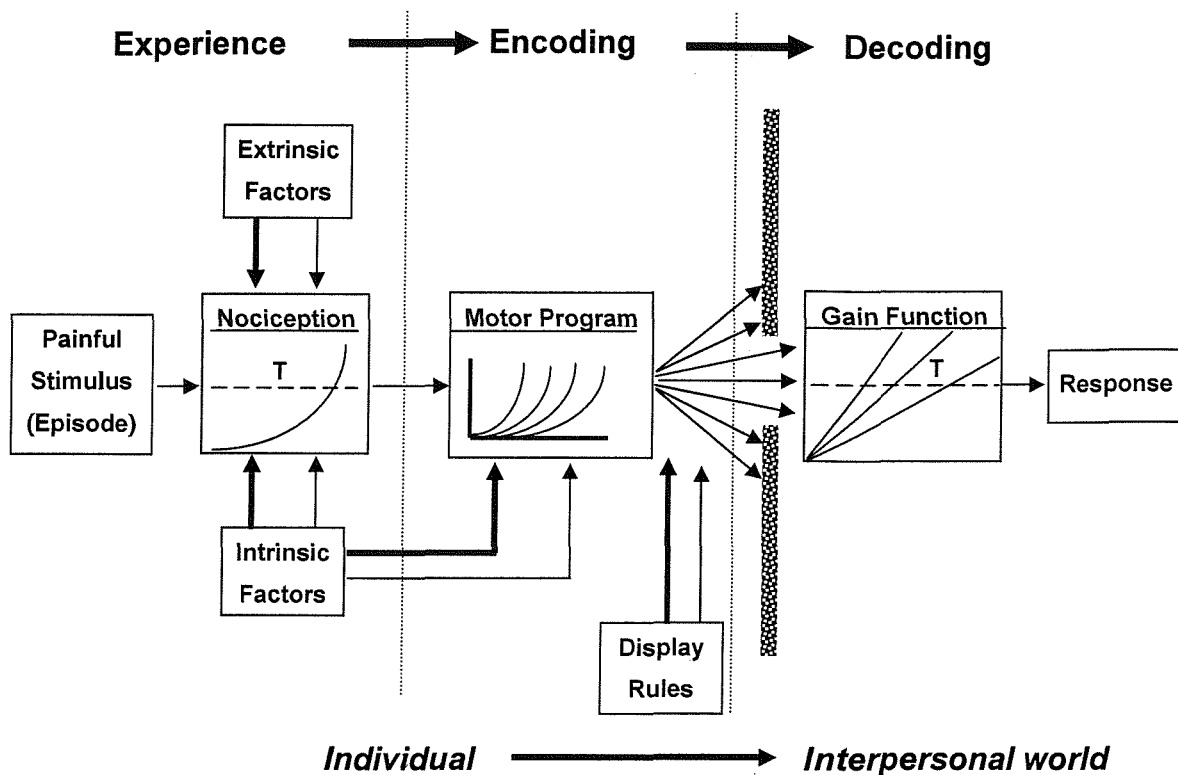 Experience
Encoding
Decoding
Extrinsic
Factors
Painful
Stimulus
(Episode)
Nociception
T
Motor Program
Gain Function
T
Response
Intrinsic
Factors
Display
Rules
Individual
Interpersonal world